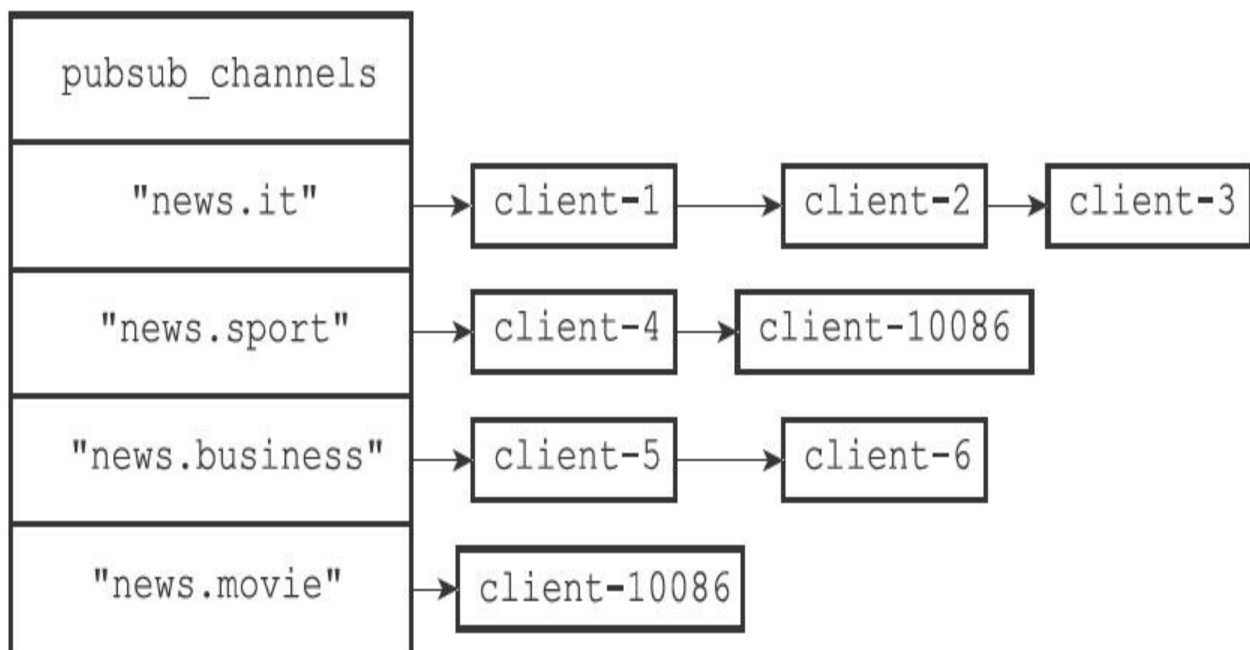 pubsub_channels
"news.it" client-1 client-2 client-3
"news.sport" client-4 client-10086
"news.business" client-5 client-6
"news.movie" client-10086